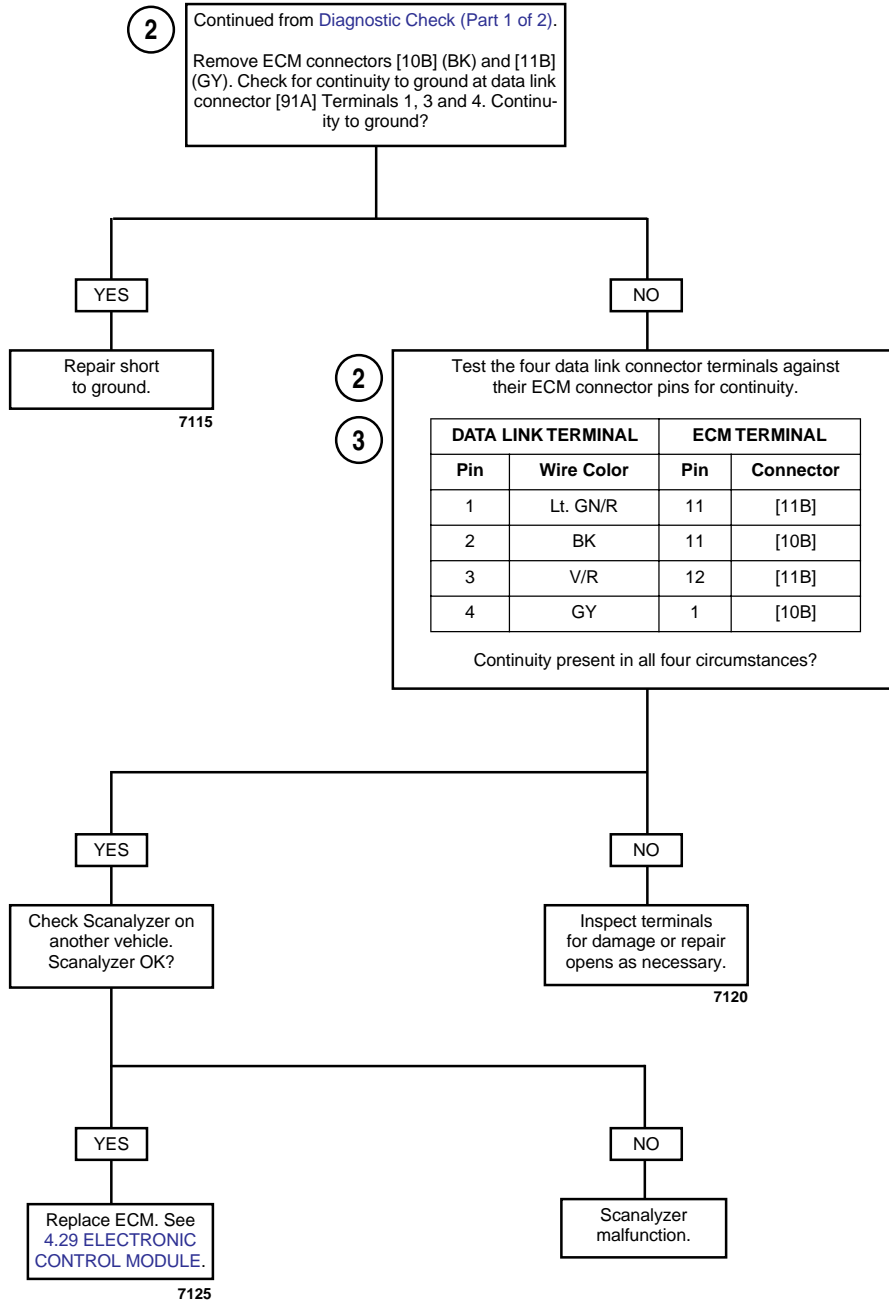 2
Continued from Diagnostic Check (Part 1 of 2).
Remove ECM connectors [10B] (BK) and [11B]
(GY). Check for continuity to ground at data link
connector [91A] Terminals 1, 3 and 4. Continu-
ity to ground?
YES
NO
Repair short
to ground.
7115
2
3
Test the four data link connector terminals against
their ECM connector pins for continuity.
DATA LINK TERMINAL ECM TERMINAL
Pin Wire Color Pin Connector
1 Lt. GN/R 11 [11B]
2 BK 11 [10B]
3 V/R 12 [11B]
4 GY 1 [10B]
Continuity present in all four circumstances?
YES
NO
Check Scanalyzer on
another vehicle.
Scanalyzer OK?
Inspect terminals
for damage or repair
opens as necessary.
7120
YES
NO
Replace ECM. See
4.29 ELECTRONIC
CONTROL MODULE.
7125
Scanalyzer
malfunction.